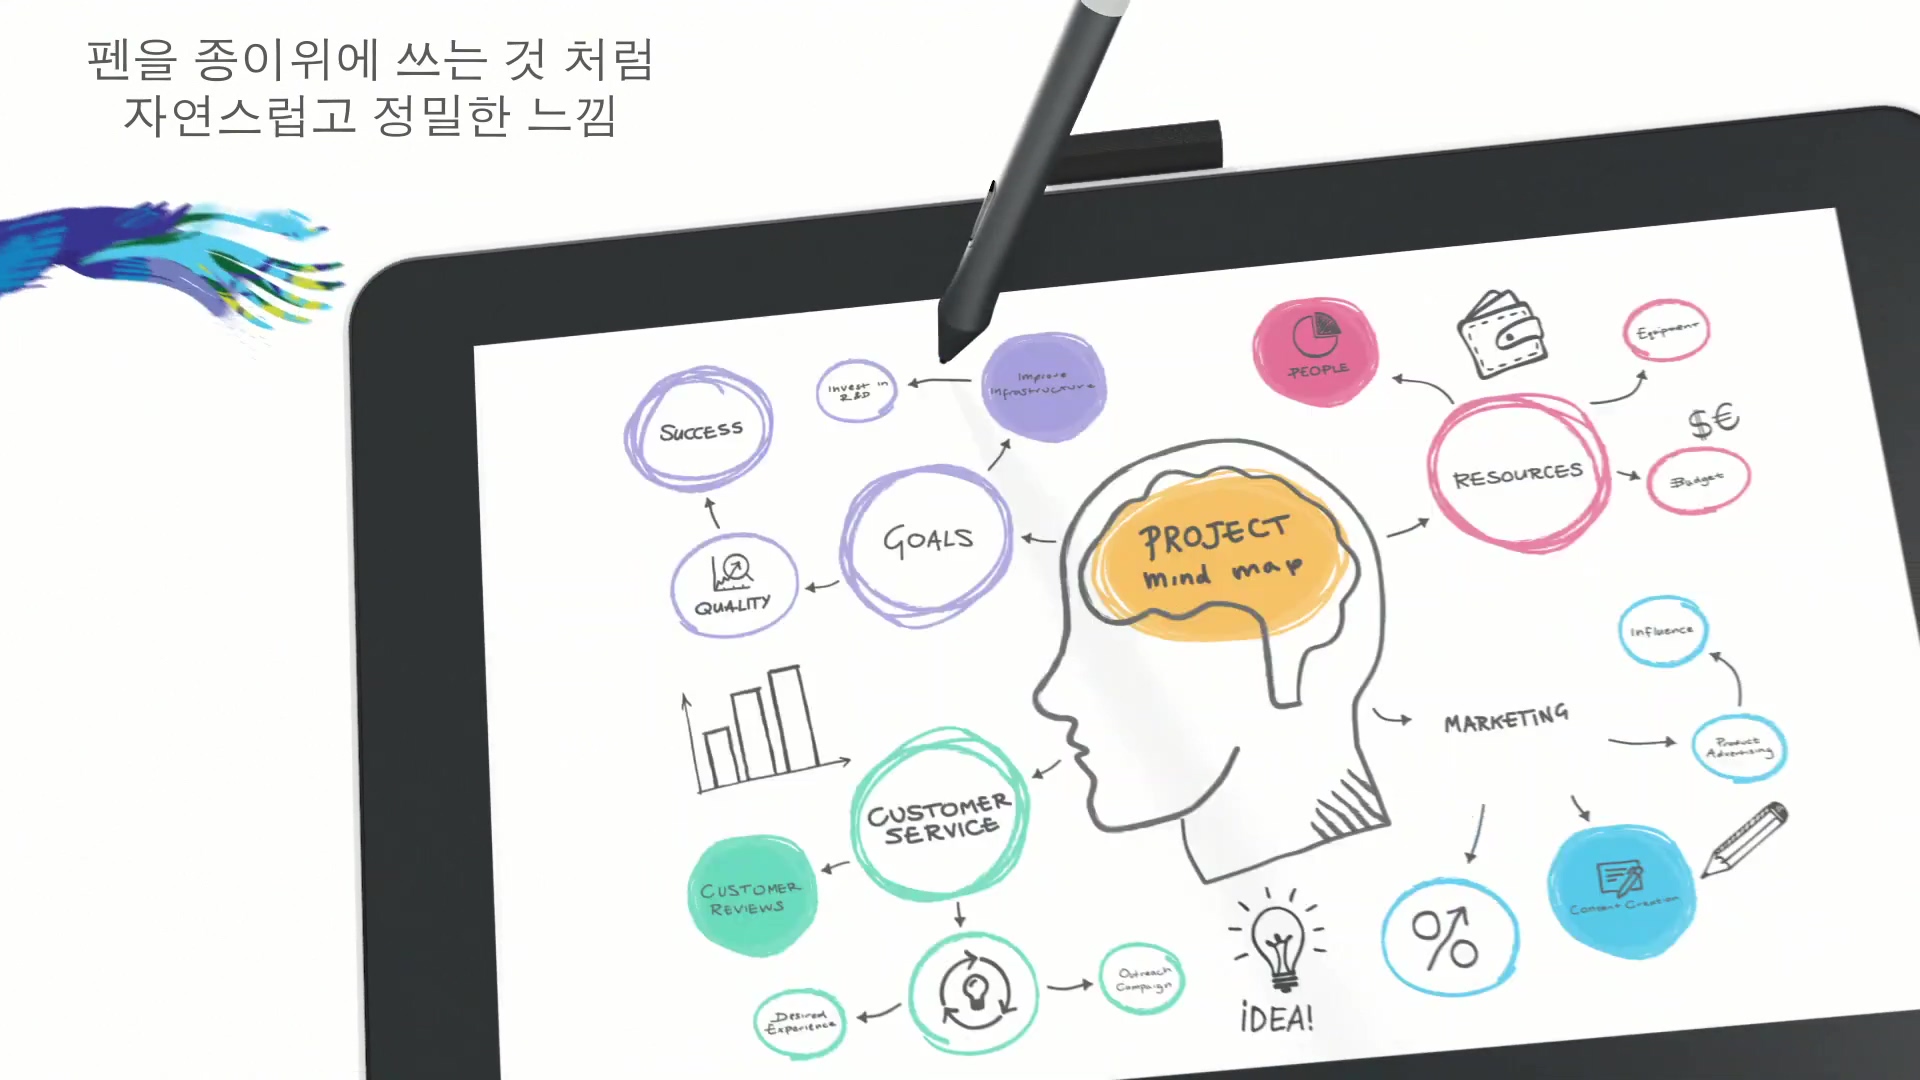 펜을 종이위에 쓰는 것 처럼
자연스럽고 정밀한 느낌
SUCCESS
Invest in
R&D
Improve
Infrastructure
PEOPLE
Equipment
$€
RESOURCES
Budget
GOALS
PROJECT
mind map
QUALITY
Influence
MARKETING
Product
Advertising
CUSTOMER
SERVICE
CUSTOMER
REVIEWS
Content Creation
%
Outreach
Campaign
Desired
Experience
iDEA!